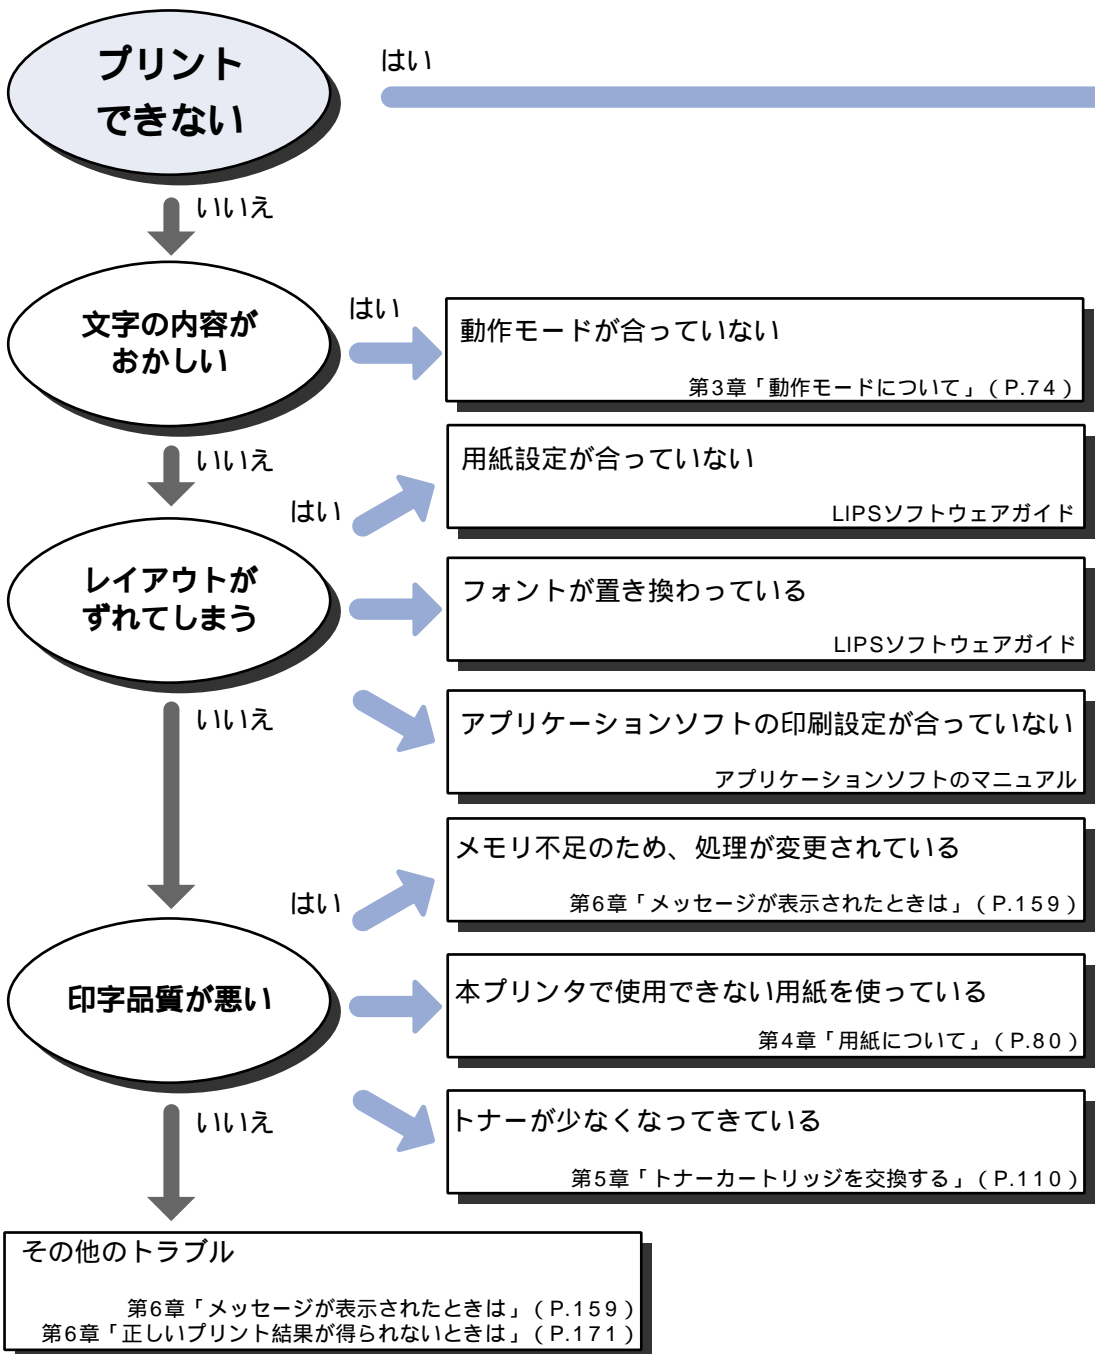 プリント
できない
はい
いいえ
文字の内容が
おかしい
はい
動作モードが合っていない
第3章「動作モードについて」（P.74）
いいえ
はい
用紙設定が合っていない
LIPSソフトウェアガイド
レイアウトが
ずれてしまう
フォントが置き換わっている
LIPSソフトウェアガイド
いいえ
アプリケーションソフトの印刷設定が合っていない
アプリケーションソフトのマニュアル
はい
メモリ不足のため、処理が変更されている
第6章「メッセージが表示されたときは」（P.159）
印字品質が悪い
本プリンタで使用できない用紙を使っている
第4章「用紙について」（P.80）
いいえ
トナーが少なくなってきている
第5章「トナーカートリッジを交換する」（P.110）
その他のトラブル
第6章「メッセージが表示されたときは」（P.159）
第6章「正しいプリント結果が得られないときは」（P.171）